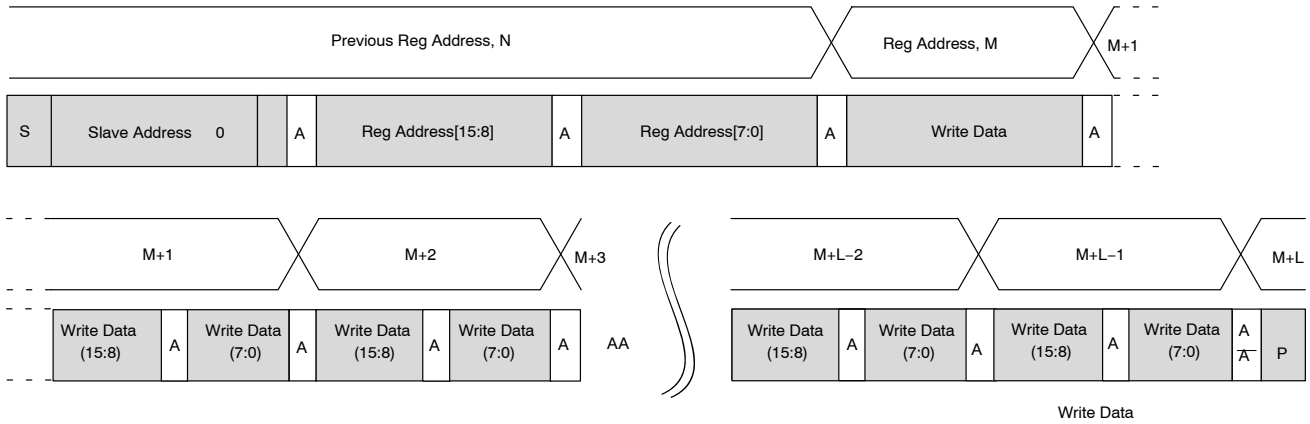 Previous Reg Address, N
Reg Address, M
M+1
S
Slave Address 0
A
Reg Address[15:8]
A
Reg Address[7:0]
A
Write Data
A
M+1
M+2
M+3
M+L−2
M+L−1
M+L
Write Data
(15:8)
A
Write Data
(7:0)
A
Write Data
(15:8)
A
Write Data
(7:0)
A
AA
Write Data
(15:8)
A
Write Data
(7:0)
A
Write Data
(15:8)
A
Write Data
(7:0)
A
A̅
P
Write Data